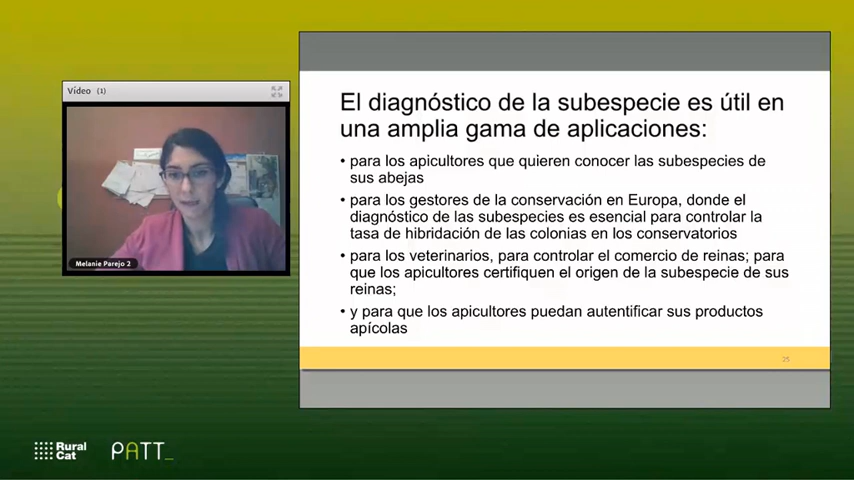 Vídeo (1)
Melanie Parejo 2
El diagnóstico de la subespecie es útil en
una amplia gama de aplicaciones:
• para los apicultores que quieren conocer las subespecies de
sus abejas
• para los gestores de la conservación en Europa, donde el
diagnóstico de las subespecies es esencial para controlar la
tasa de hibridación de las colonias en los conservatorios
• para los veterinarios, para controlar el comercio de reinas; para
que los apicultores certifiquen el origen de la subespecie de sus
reinas;
• y para que los apicultores puedan autentificar sus productos
apícolas
25
Rural
Cat
PATT_